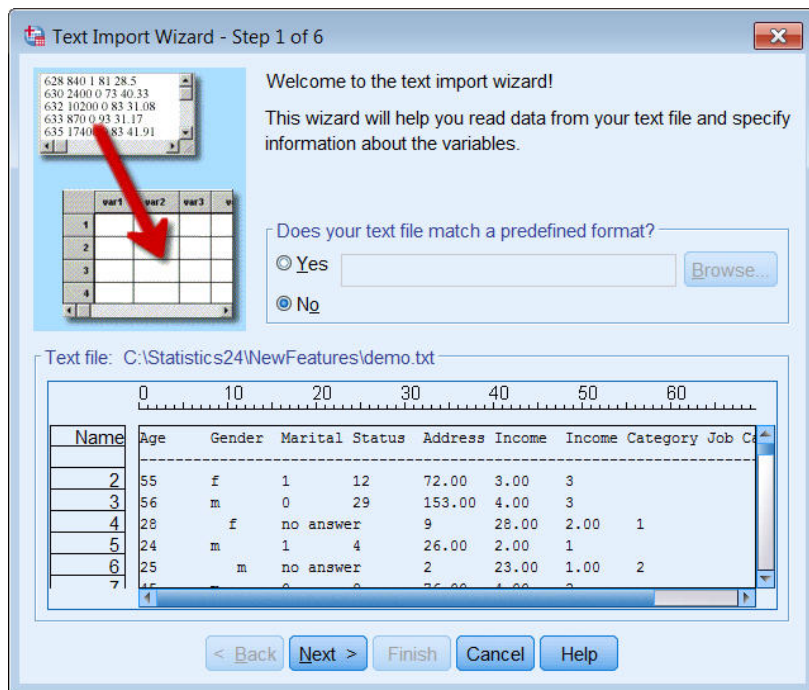 Text Import Wizard - Step 1 of 6
628 840 1 81 28.5
630 2400 0 73 40.33
632 10200 0 83 31.08
633 870 0 93 31.17
635 1740 83 41.91
var1 var2 var3
1
2
3
4
Welcome to the text import wizard!
This wizard will help you read data from your text file and specify
information about the variables.
Does your text file match a predefined format?
Yes
Browse...
No
Text file: C:\Statistics24\NewFeatures\demo.txt
0 10 20 30 40 50 60
Name Age Gender Marital Status Address Income Income Category Job
2 55 f 1 12 72.00 3.00 3
3 56 m 0 29 153.00 4.00 3
4 28 f no answer 9 28.00 2.00 1
5 24 m 1 4 26.00 2.00 1
6 25 m no answer 2 23.00 1.00 2
7
< Back Next > Finish Cancel Help